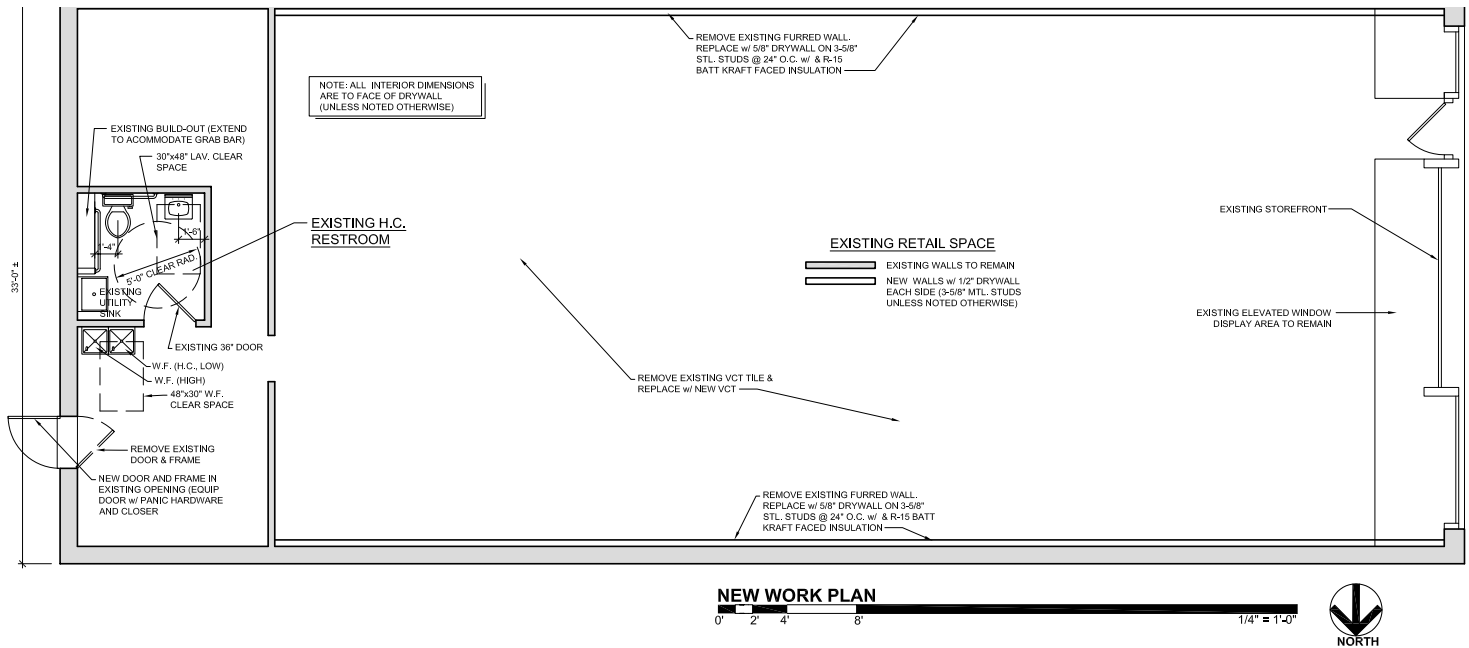 REMOVE EXISTING FURRED WALL.
REPLACE w/ 5/8" DRYWALL ON 3-5/8"
STL. STUDS @ 24" O.C. w/ & R-15
BATT KRAFT FACED INSULATION
NOTE: ALL INTERIOR DIMENSIONS
ARE TO FACE OF DRYWALL
(UNLESS NOTED OTHERWISE)
EXISTING BUILD-OUT (EXTEND
TO ACOMMODATE GRAB BAR)
30"x48" LAV. CLEAR
SPACE
EXISTING H.C.
RESTROOM
1'-6"
1'-4"
5'-0" CLEAR RAD.
EXISTING
UTILITY
SINK
33'-0" ±
EXISTING 36" DOOR
W.F. (H.C., LOW)
W.F. (HIGH)
48"x30" W.F.
CLEAR SPACE
REMOVE EXISTING
DOOR & FRAME
NEW DOOR AND FRAME IN
EXISTING OPENING (EQUIP
DOOR w/ PANIC HARDWARE
AND CLOSER
EXISTING RETAIL SPACE
EXISTING WALLS TO REMAIN
NEW WALLS w/ 1/2" DRYWALL
EACH SIDE (3-5/8" MTL. STUDS
UNLESS NOTED OTHERWISE)
EXISTING STOREFRONT
EXISTING ELEVATED WINDOW
DISPLAY AREA TO REMAIN
REMOVE EXISTING VCT TILE &
REPLACE w/ NEW VCT
REMOVE EXISTING FURRED WALL.
REPLACE w/ 5/8" DRYWALL ON 3-5/8"
STL. STUDS @ 24" O.C. w/ & R-15 BATT
KRAFT FACED INSULATION
NEW WORK PLAN
0' 2' 4' 8' 1/4" = 1'-0"
NORTH